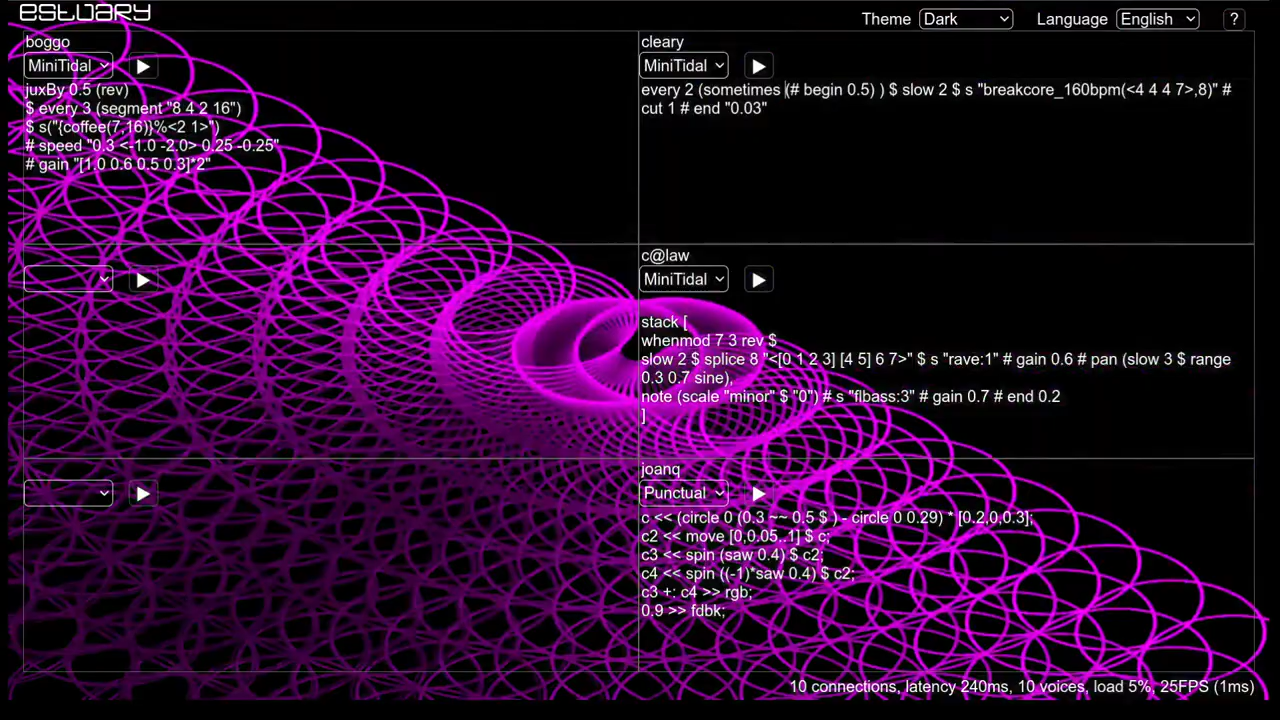 estuary
Theme Dark Language English ?
boggo
MiniTidal
juxBy 0.5 (rev)
$ every 3 (segment "8 4 2 16")
$ s("{coffee(7,16)}%<2 1>")
# speed "0.3 <-1.0 -2.0> 0.25 -0.25"
# gain "[1.0 0.6 0.5 0.3]*2"
cleary
MiniTidal
every 2 (sometimes (# begin 0.5) ) $ slow 2 $ s "breakcore_160bpm(<4 4 4 7>,8)" #
cut 1 # end "0.03"
c@law
MiniTidal
stack [
whenmod 7 3 rev $
slow 2 $ splice 8 "<[0 1 2 3] [4 5] 6 7>" $ s "rave:1" # gain 0.6 # pan (slow 3 $ range
0.3 0.7 sine),
note (scale "minor" $ "0") # s "flbass:3" # gain 0.7 # end 0.2
]
joanq
Punctual
c << (circle 0 (0.3 ~~ 0.5 $ ) - circle 0 0.29) * [0.2,0,0.3];
c2 << move [0,0.05..1] $ c;
c3 << spin (saw 0.4) $ c2;
c4 << spin ((-1)*saw 0.4) $ c2;
c3 +: c4 >> rgb;
0.9 >> fdbk;
10 connections, latency 240ms, 10 voices, load 5%, 25FPS (1ms)